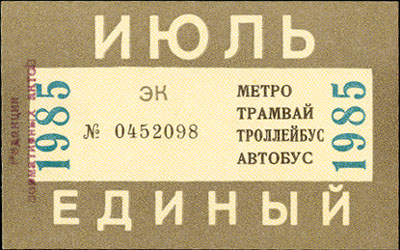 ИЮЛЬ
1985
ЭК
№ 0452098
МЕТРО
ТРАМВАЙ
ТРОЛЛЕЙБУС
АВТОБУС
1985
ЕДИНЫЙ